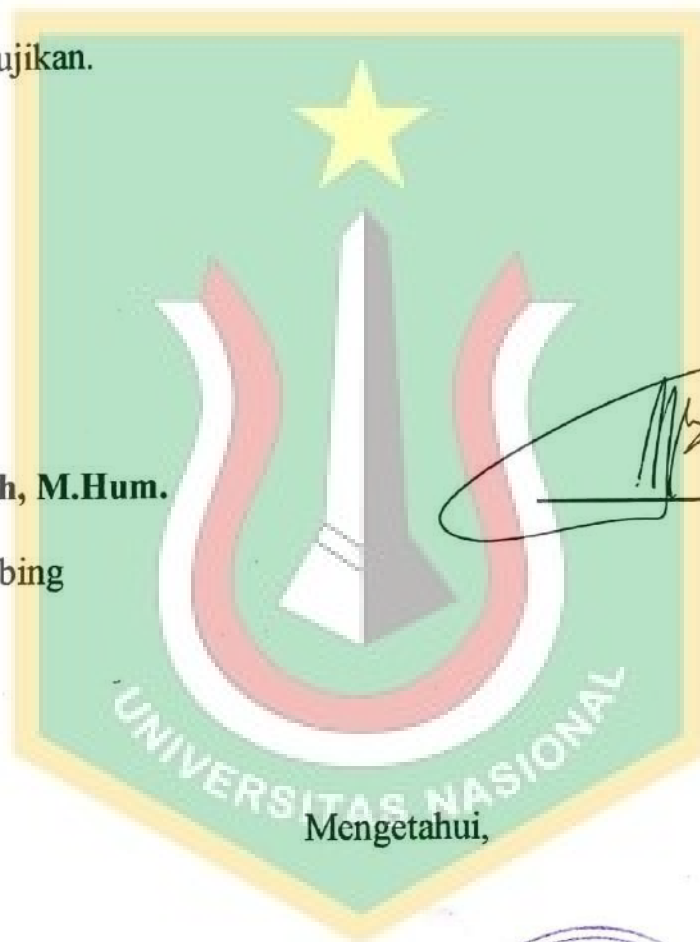 ujikan.
h, M.Hum.
bing
UNIVERSITAS NASIONAL
Mengetahui,